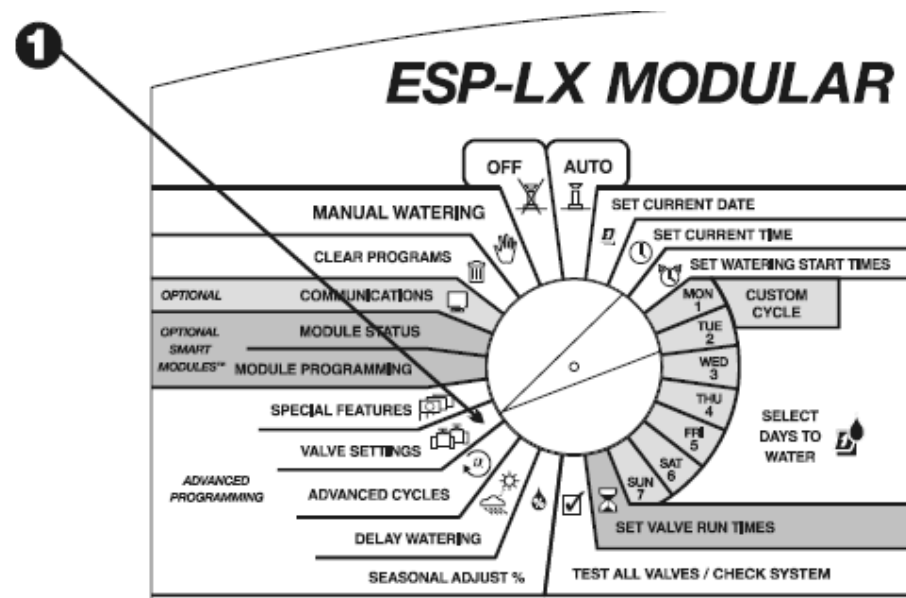 1
ESP-LX MODULAR
OFF
AUTO
MANUAL WATERING
CLEAR PROGRAMS
OPTIONAL
COMMUNICATIONS
OPTIONAL
SMART
MODULES™
MODULE STATUS
MODULE PROGRAMMING
SPECIAL FEATURES
VALVE SETTINGS
ADVANCED
PROGRAMMING
ADVANCED CYCLES
DELAY WATERING
SEASONAL ADJUST %
SET CURRENT DATE
SET CURRENT TIME
SET WATERING START TIMES
MON
1
CUSTOM
CYCLE
TUE
2
WED
3
THU
4
FRI
5
SAT
6
SUN
7
SELECT
DAYS TO
WATER
SET VALVE RUN TIMES
TEST ALL VALVES / CHECK SYSTEM